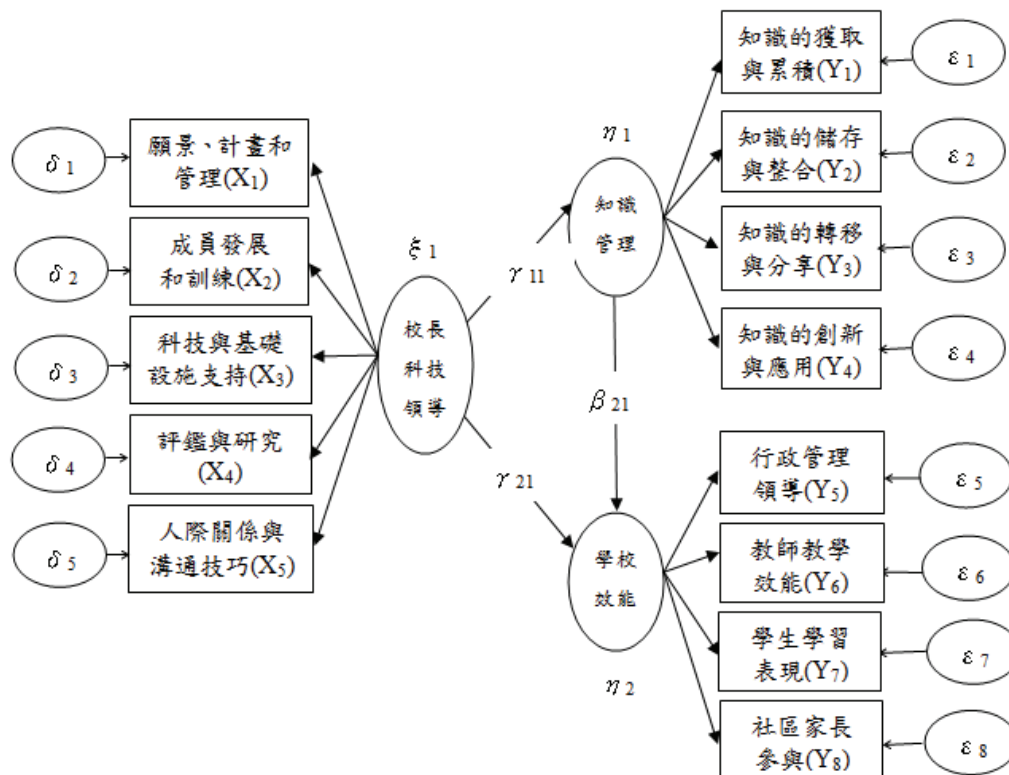 δ 1
願景、計畫和
管理(X1)
δ 2
成員發展
和訓練(X2)
δ 3
科技與基礎
設施支持(X3)
δ 4
評鑑與研究
(X4)
δ 5
人際關係與
溝通技巧(X5)
ξ 1
校長
科技
領導
γ 11
γ 21
η 1
知識
管理
β 21
學校
效能
η 2
知識的獲取
與累積(Y1)
ε 1
知識的儲存
與整合(Y2)
ε 2
知識的轉移
與分享(Y3)
ε 3
知識的創新
與應用(Y4)
ε 4
行政管理
領導(Y5)
ε 5
教師教學
效能(Y6)
ε 6
學生學習
表現(Y7)
ε 7
社區家長
參與(Y8)
ε 8